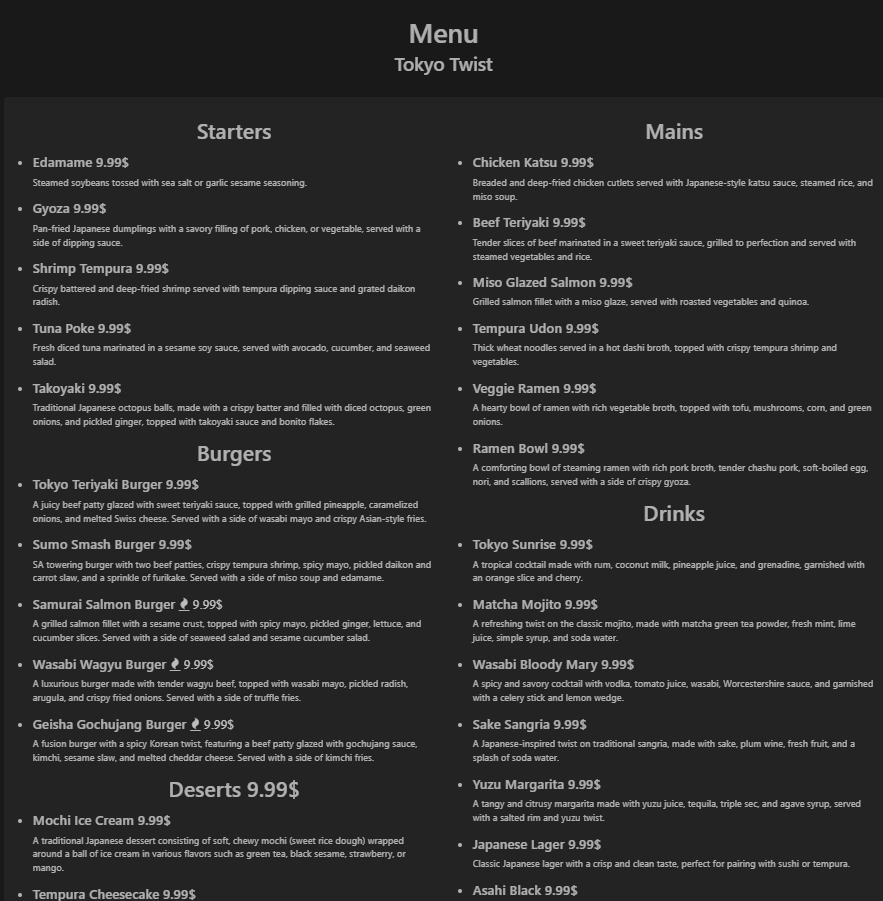 Menu
Tokyo Twist
Starters
Edamame 9.99$
Steamed soybeans tossed with sea salt or garlic sesame seasoning.
Gyoza 9.99$
Pan-fried Japanese dumplings with a savory filling of pork, chicken, or vegetable, served with a
side of dipping sauce.
Shrimp Tempura 9.99$
Crispy battered and deep-fried shrimp served with tempura dipping sauce and grated daikon
radish.
Tuna Poke 9.99$
Fresh diced tuna marinated in a sesame soy sauce, served with avocado, cucumber, and seaweed
salad.
Takoyaki 9.99$
Traditional Japanese octopus balls, made with a crispy batter and filled with diced octopus, green
onions, and pickled ginger, topped with takoyaki sauce and bonito flakes.
Burgers
Tokyo Teriyaki Burger 9.99$
A juicy beef patty glazed with sweet teriyaki sauce, topped with grilled pineapple, caramelized
onions, and melted Swiss cheese. Served with a side of wasabi mayo and crispy Asian-style fries.
Sumo Smash Burger 9.99$
SA towering burger with two beef patties, crispy tempura shrimp, spicy mayo, pickled daikon and
carrot slaw, and a sprinkle of furikake. Served with a side of miso soup and edamame.
Samurai Salmon Burger 9.99$
A grilled salmon fillet with a sesame crust, topped with spicy mayo, pickled ginger, lettuce, and
cucumber slices. Served with a side of seaweed salad and sesame cucumber salad.
Wasabi Wagyu Burger 9.99$
A luxurious burger made with tender wagyu beef, topped with wasabi mayo, pickled radish,
arugula, and crispy fried onions. Served with a side of truffle fries.
Geisha Gochujang Burger 9.99$
A fusion burger with a spicy Korean twist, featuring a beef patty glazed with gochujang sauce,
kimchi, sesame slaw, and melted cheddar cheese. Served with a side of kimchi fries.
Deserts 9.99$
Mochi Ice Cream 9.99$
A traditional Japanese dessert consisting of soft, chewy mochi (sweet rice dough) wrapped
around a ball of ice cream in various flavors such as green tea, black sesame, strawberry, or
mango.
Tempura Cheesecake 9.99$
Mains
Chicken Katsu 9.99$
Breaded and deep-fried chicken cutlets served with Japanese-style katsu sauce, steamed rice, and
miso soup.
Beef Teriyaki 9.99$
Tender slices of beef marinated in a sweet teriyaki sauce, grilled to perfection and served with
steamed vegetables and rice.
Miso Glazed Salmon 9.99$
Grilled salmon fillet with a miso glaze, served with roasted vegetables and quinoa.
Tempura Udon 9.99$
Thick wheat noodles served in a hot dashi broth, topped with crispy tempura shrimp and
vegetables.
Veggie Ramen 9.99$
A hearty bowl of ramen with rich vegetable broth, topped with tofu, mushrooms, corn, and green
onions.
Ramen Bowl 9.99$
A comforting bowl of steaming ramen with rich pork broth, tender chashu pork, soft-boiled egg,
nori, and scallions, served with a side of crispy gyoza.
Drinks
Tokyo Sunrise 9.99$
A tropical cocktail made with rum, coconut milk, pineapple juice, and grenadine, garnished with
an orange slice and cherry.
Matcha Mojito 9.99$
A refreshing twist on the classic mojito, made with matcha green tea powder, fresh mint, lime
juice, simple syrup, and soda water.
Wasabi Bloody Mary 9.99$
A spicy and savory cocktail with vodka, tomato juice, wasabi, Worcestershire sauce, and garnished
with a celery stick and lemon wedge.
Sake Sangria 9.99$
A Japanese-inspired twist on traditional sangria, made with sake, plum wine, fresh fruit, and a
splash of soda water.
Yuzu Margarita 9.99$
A tangy and citrusy margarita made with yuzu juice, tequila, triple sec, and agave syrup, served
with a salted rim and yuzu twist.
Japanese Lager 9.99$
Classic Japanese lager with a crisp and clean taste, perfect for pairing with sushi or tempura.
Asahi Black 9.99$